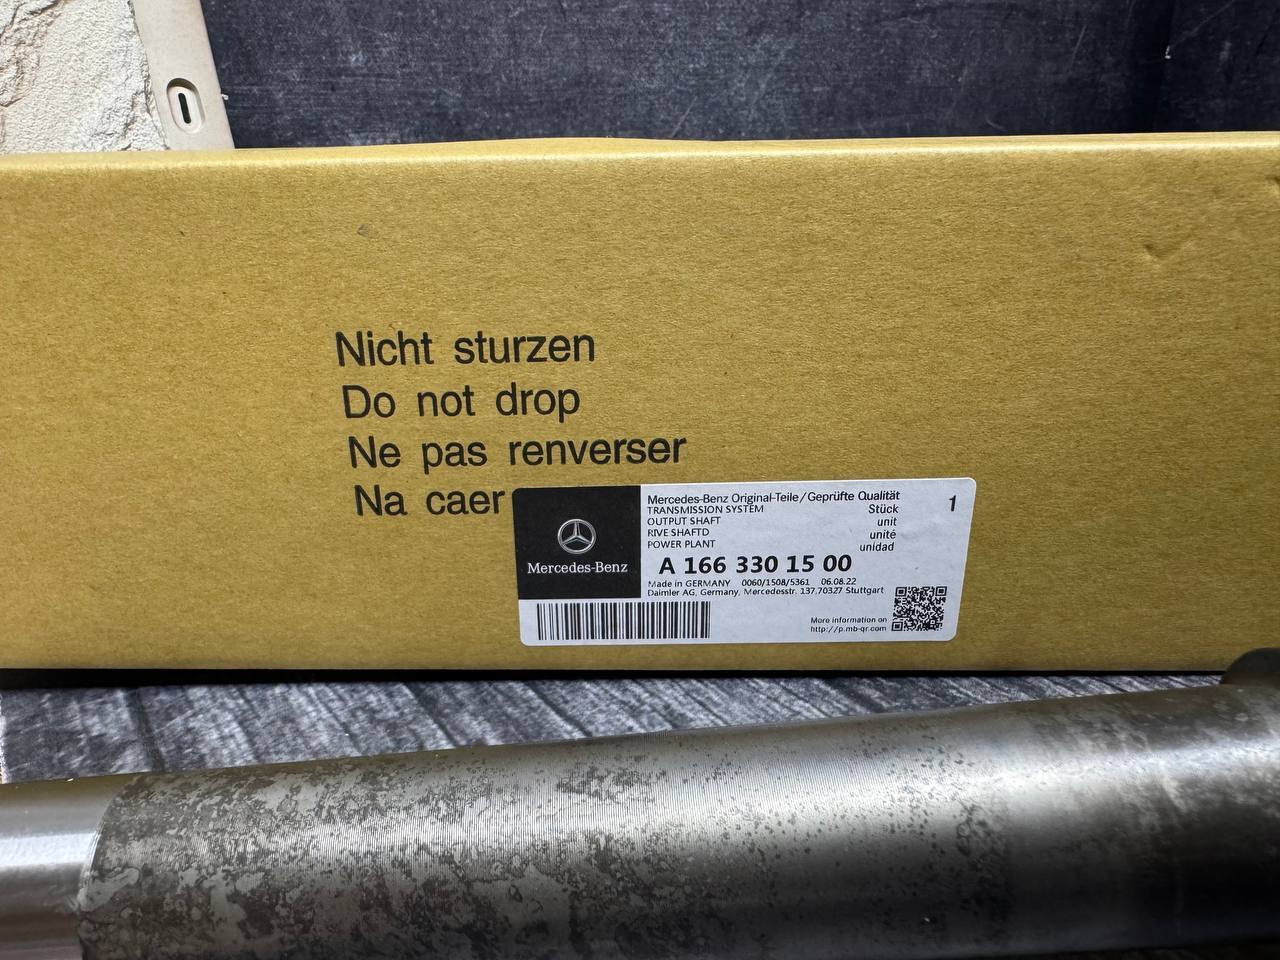 Nicht sturzen
Do not drop
Ne pas renverser
Na caer
Mercedes-Benz
Mercedes-Benz Original-Teile/Geprüfte Qualität
TRANSMISSION SYSTEM
OUTPUT SHAFT
RIVE SHAFTD
POWER PLANT
Stück
unit
unité
unidad
1
A 166 330 15 00
Made in GERMANY 0060/1508/5361 06.08.22
Daimler AG, Germany, Mercedesstr. 137,70327 Stuttgart
More information on
http://p.mb-qr.com